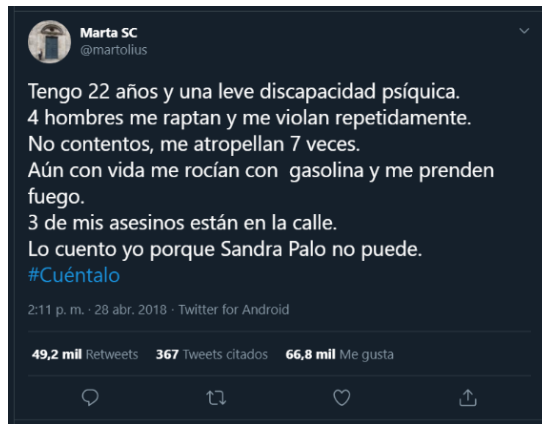 Marta SC
@martolius
Tengo 22 años y una leve discapacidad psíquica.
4 hombres me raptan y me violan repetidamente.
No contentos, me atropellan 7 veces.
Aún con vida me rocían con  gasolina y me prenden
fuego.
3 de mis asesinos están en la calle.
Lo cuento yo porque Sandra Palo no puede.
#Cuéntalo
2:11 p. m. · 28 abr. 2018 · Twitter for Android
49,2 mil Retweets 367 Tweets citados 66,8 mil Me gusta